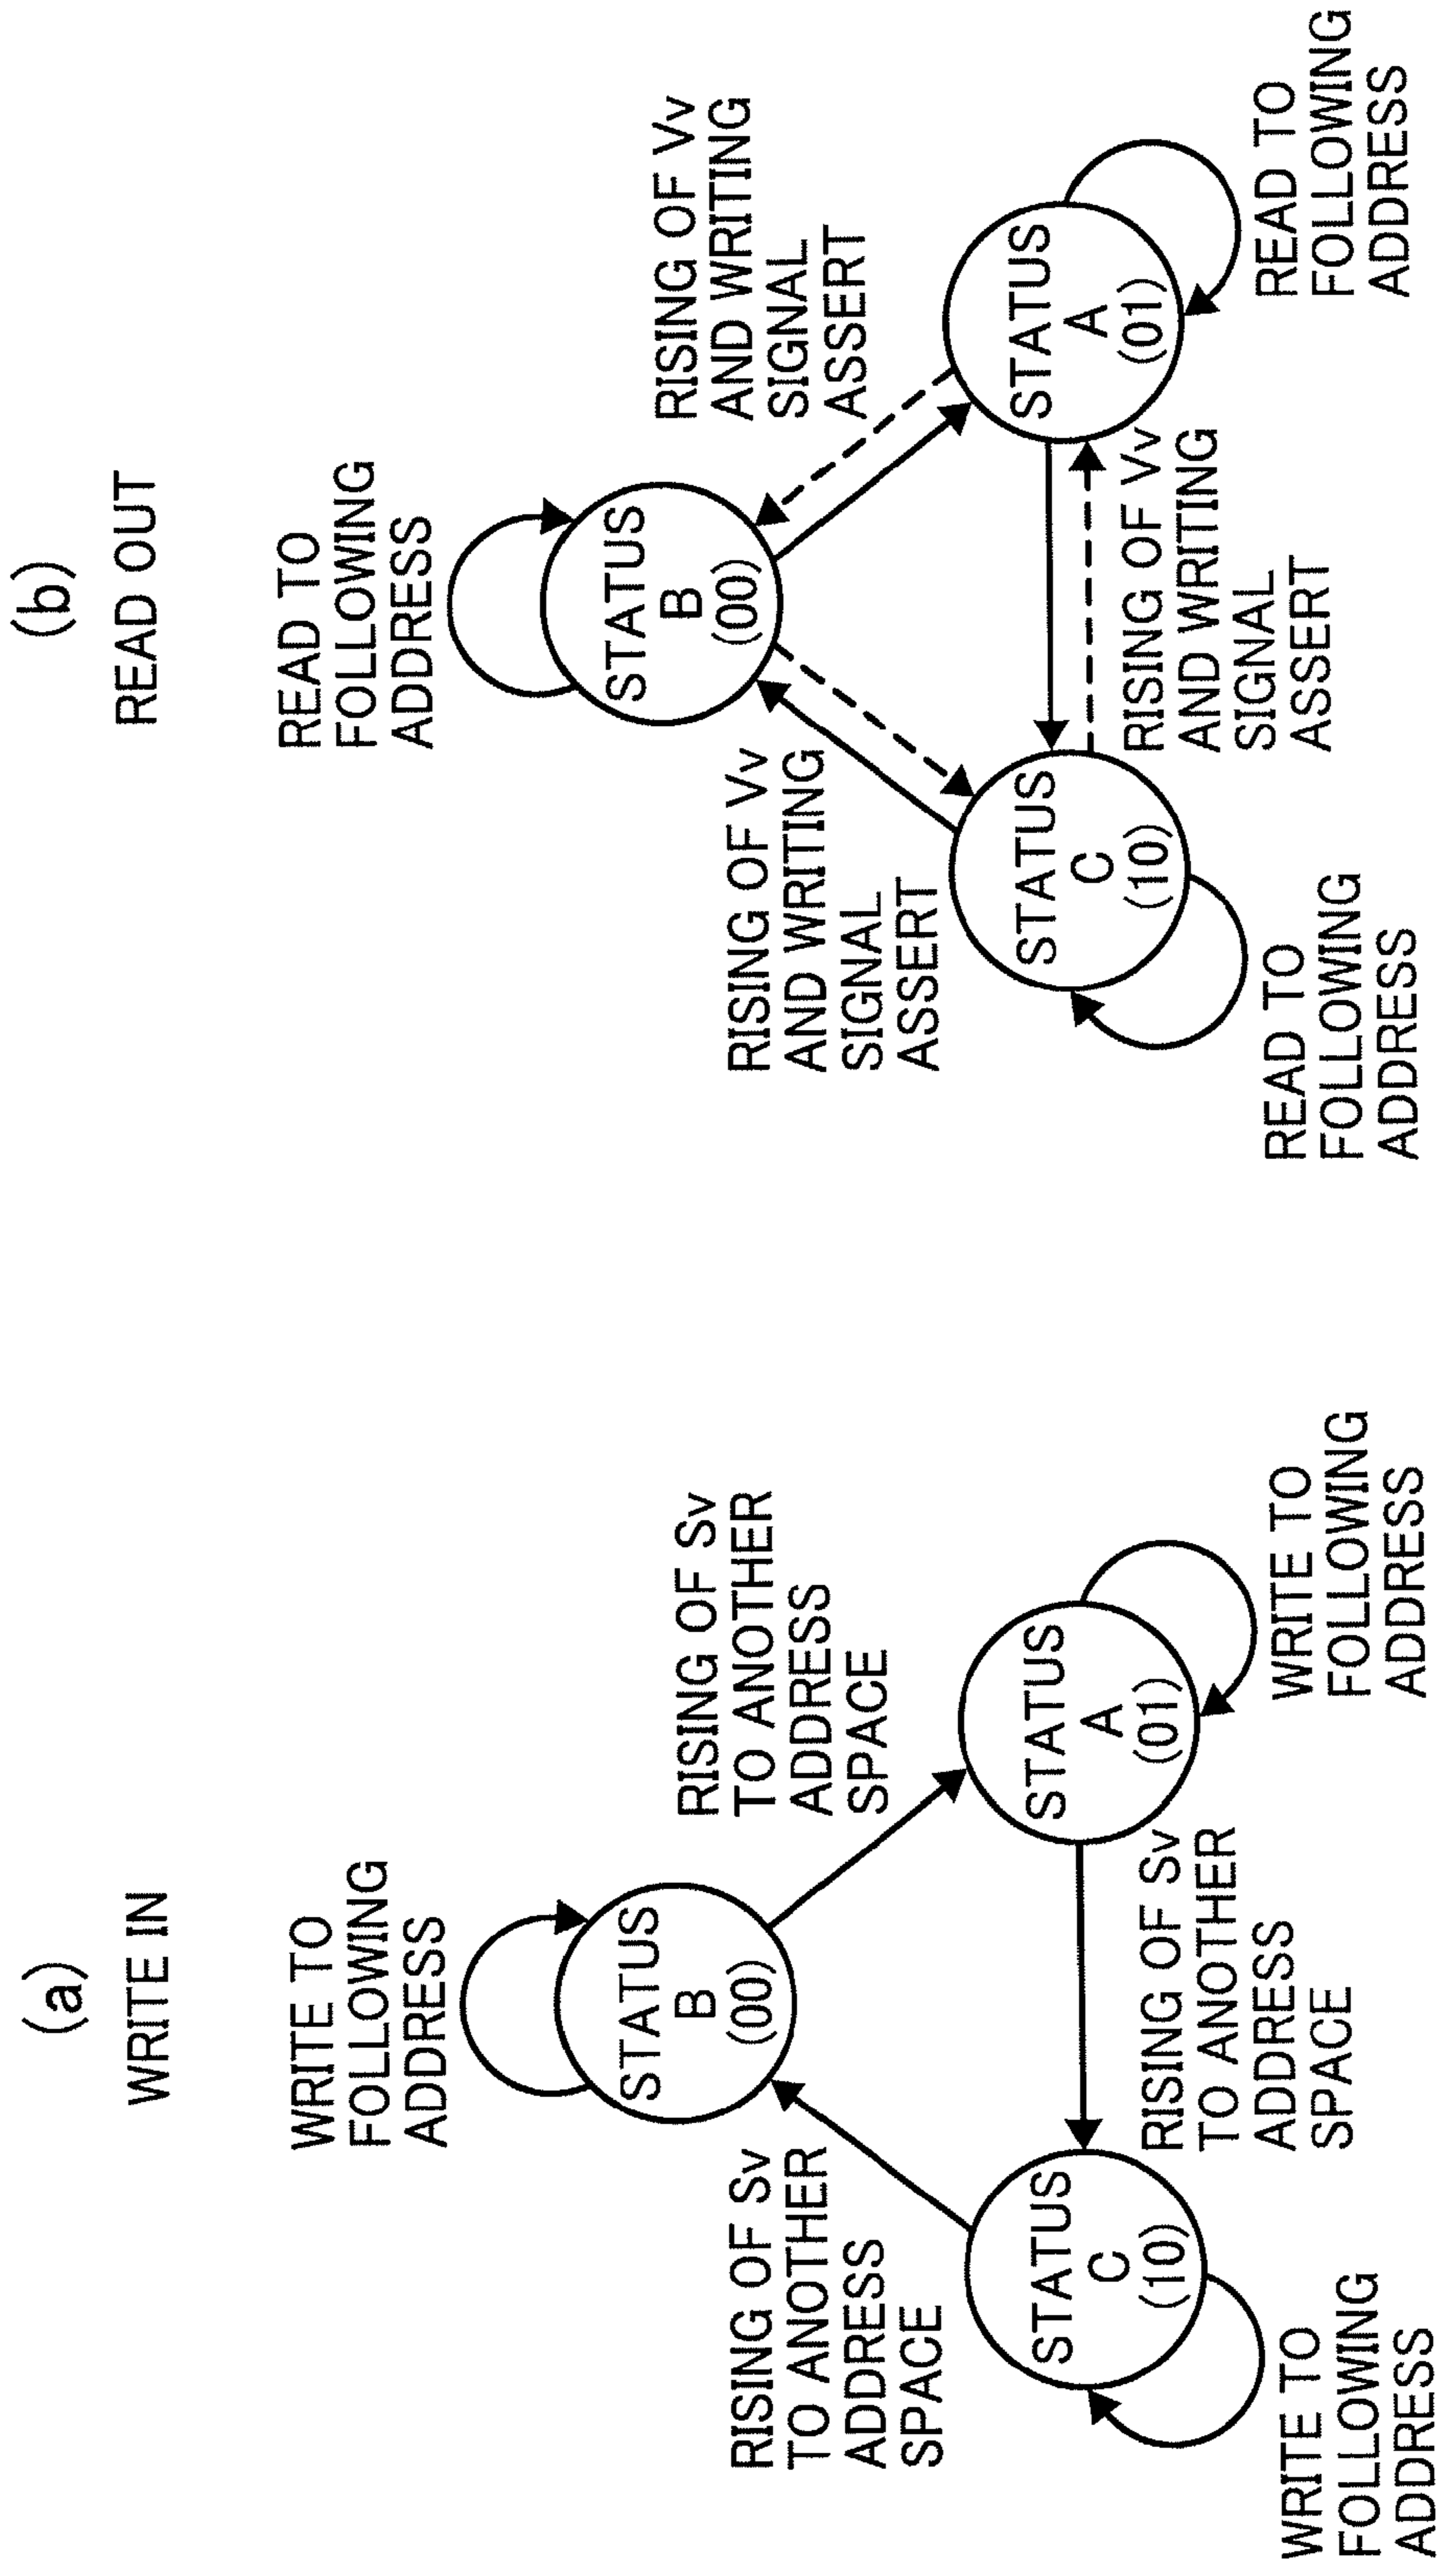 (a)
WRITE IN
WRITE TO
FOLLOWING
ADDRESS
STATUS
B
(00)
RISING OF Sv
TO ANOTHER
ADDRESS
SPACE
RISING OF Sv
TO ANOTHER
ADDRESS
SPACE
STATUS
C
(10)
STATUS
A
(01)
RISING OF Sv
TO ANOTHER
ADDRESS
SPACE
WRITE TO
FOLLOWING
ADDRESS
WRITE TO
FOLLOWING
ADDRESS
(b)
READ OUT
READ TO
FOLLOWING
ADDRESS
STATUS
B
(00)
RISING OF Vv
AND WRITING
SIGNAL
ASSERT
RISING OF Vv
AND WRITING
SIGNAL
ASSERT
STATUS
C
(10)
STATUS
A
(01)
RISING OF Vv
AND WRITING
SIGNAL
ASSERT
READ TO
FOLLOWING
ADDRESS
READ TO
FOLLOWING
ADDRESS